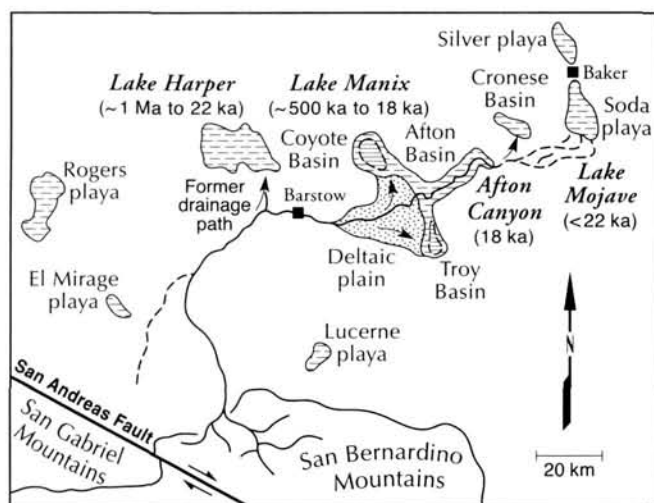 Silver playa
Baker
Cronese
Basin
Soda
playa
Lake Harper
(~1 Ma to 22 ka)
Lake Manix
(~500 ka to 18 ka)
Coyote
Basin
Afton
Basin
Rogers
playa
Former
drainage
path
Barstow
Afton
Canyon
(18 ka)
Lake
Mojave
(<22 ka)
Deltaic
plain
Troy
Basin
El Mirage
playa
Lucerne
playa
N
San Andreas Fault
San Gabriel
Mountains
San Bernardino
Mountains
20 km